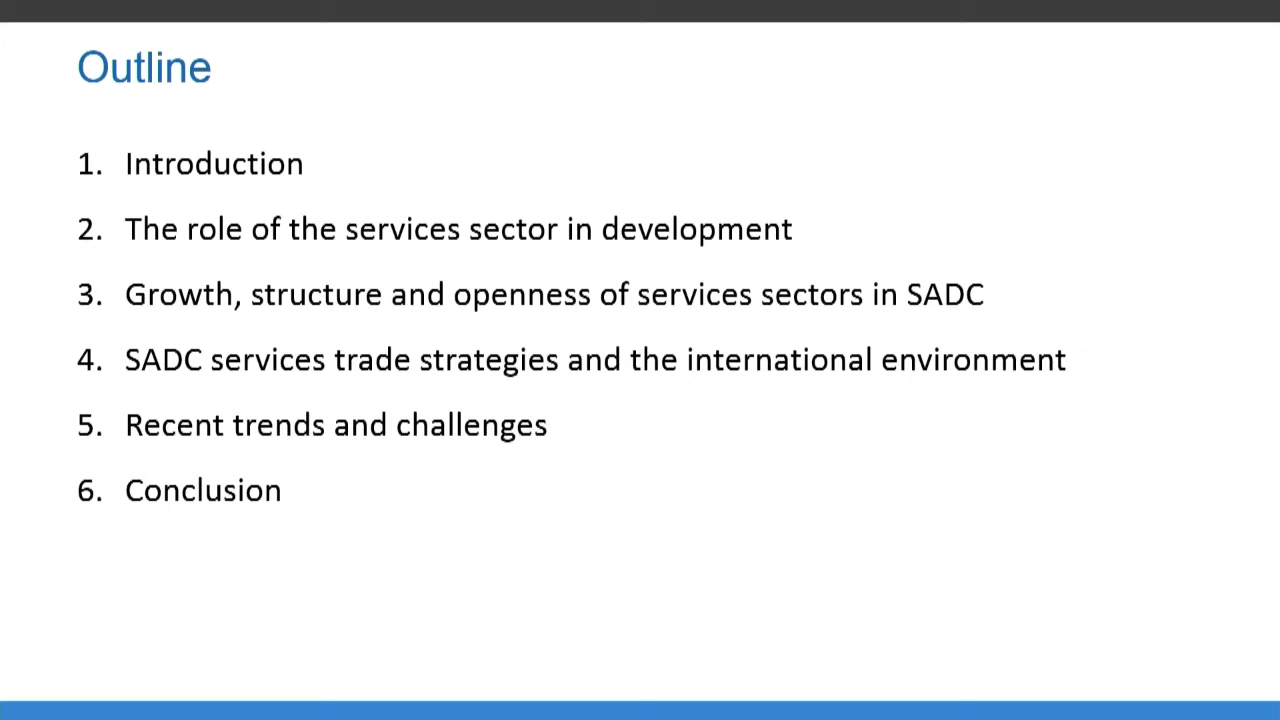 Outline
1. Introduction
2. The role of the services sector in development
3. Growth, structure and openness of services sectors in SADC
4. SADC services trade strategies and the international environment
5. Recent trends and challenges
6. Conclusion